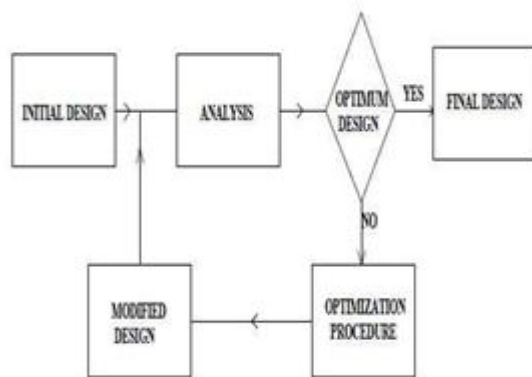 INITIAL DESIGN
ANALYSIS
OPTIMUM
DESIGN
YES
FINAL DESIGN
NO
MODIFIED
DESIGN
OPTIMIZATION
PROCEDURE